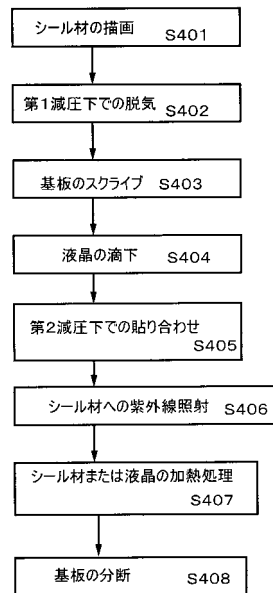 シール材の描画 S401
第1減圧下での脱気 S402
基板のスクライブ S403
液晶の滴下 S404
第2減圧下での貼り合わせ
S405
シール材への紫外線照射 S406
シール材または液晶の加熱処理
S407
基板の分断 S408